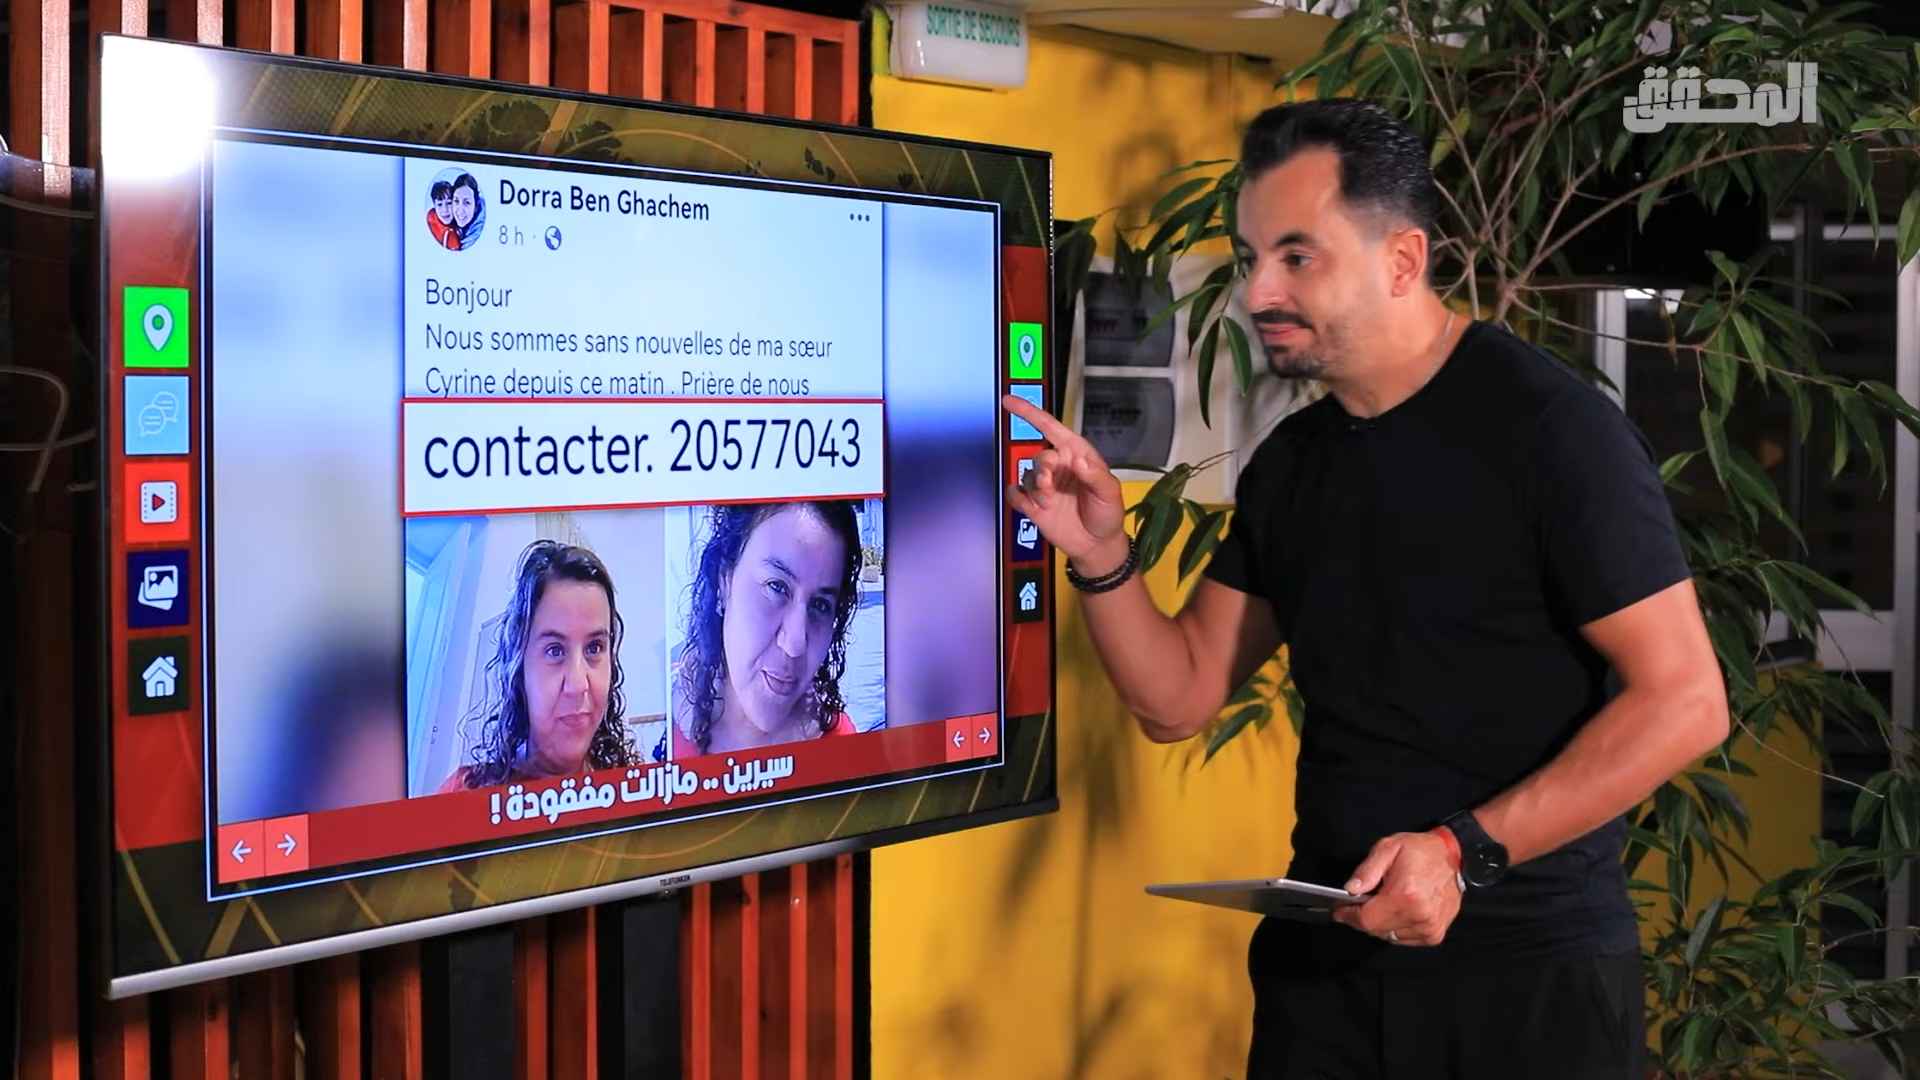 SORTIE DE SECOURS
المحقق
Dorra Ben Ghachem
8 h
Bonjour
Nous sommes sans nouvelles de ma sœur
Cyrine depuis ce matin . Prière de nous
contacter. 20577043
سيرين .. مازالت مفقودة !
TELEFUNKEN